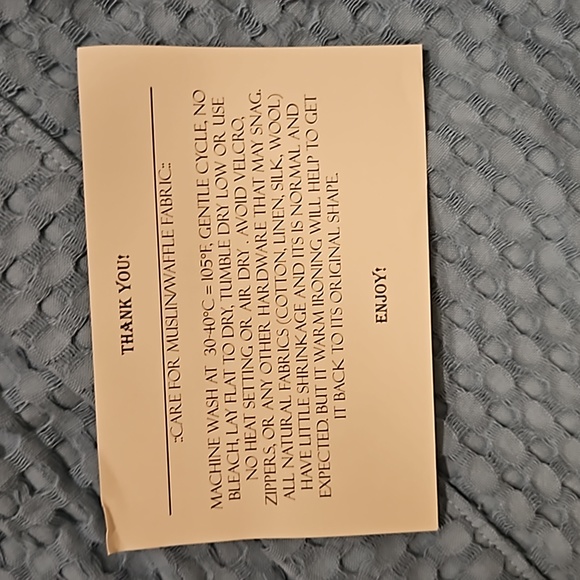 THANK YOU!
::CARE FOR MUSLIN/WAFFLE FABRIC::
MACHINE WASH AT 30-40°C = 105°F, GENTLE CYCLE, NO
BLEACH, LAY FLAT TO DRY, TUMBLE DRY LOW OR USE
NO HEAT SETTING OR AIR DRY . AVOID VELCRO,
ZIPPERS, OR ANY OTHER HARDWARE THAT MAY SNAG.
ALL NATURAL FABRICS (COTTON, LINEN, SILK, WOOL)
HAVE LITTLE SHRINKAGE AND ITS IS NORMAL AND
EXPECTED, BUT IT WARM IRONING WILL HELP TO GET
IT BACK TO ITS ORIGINAL SHAPE.
ENJOY!